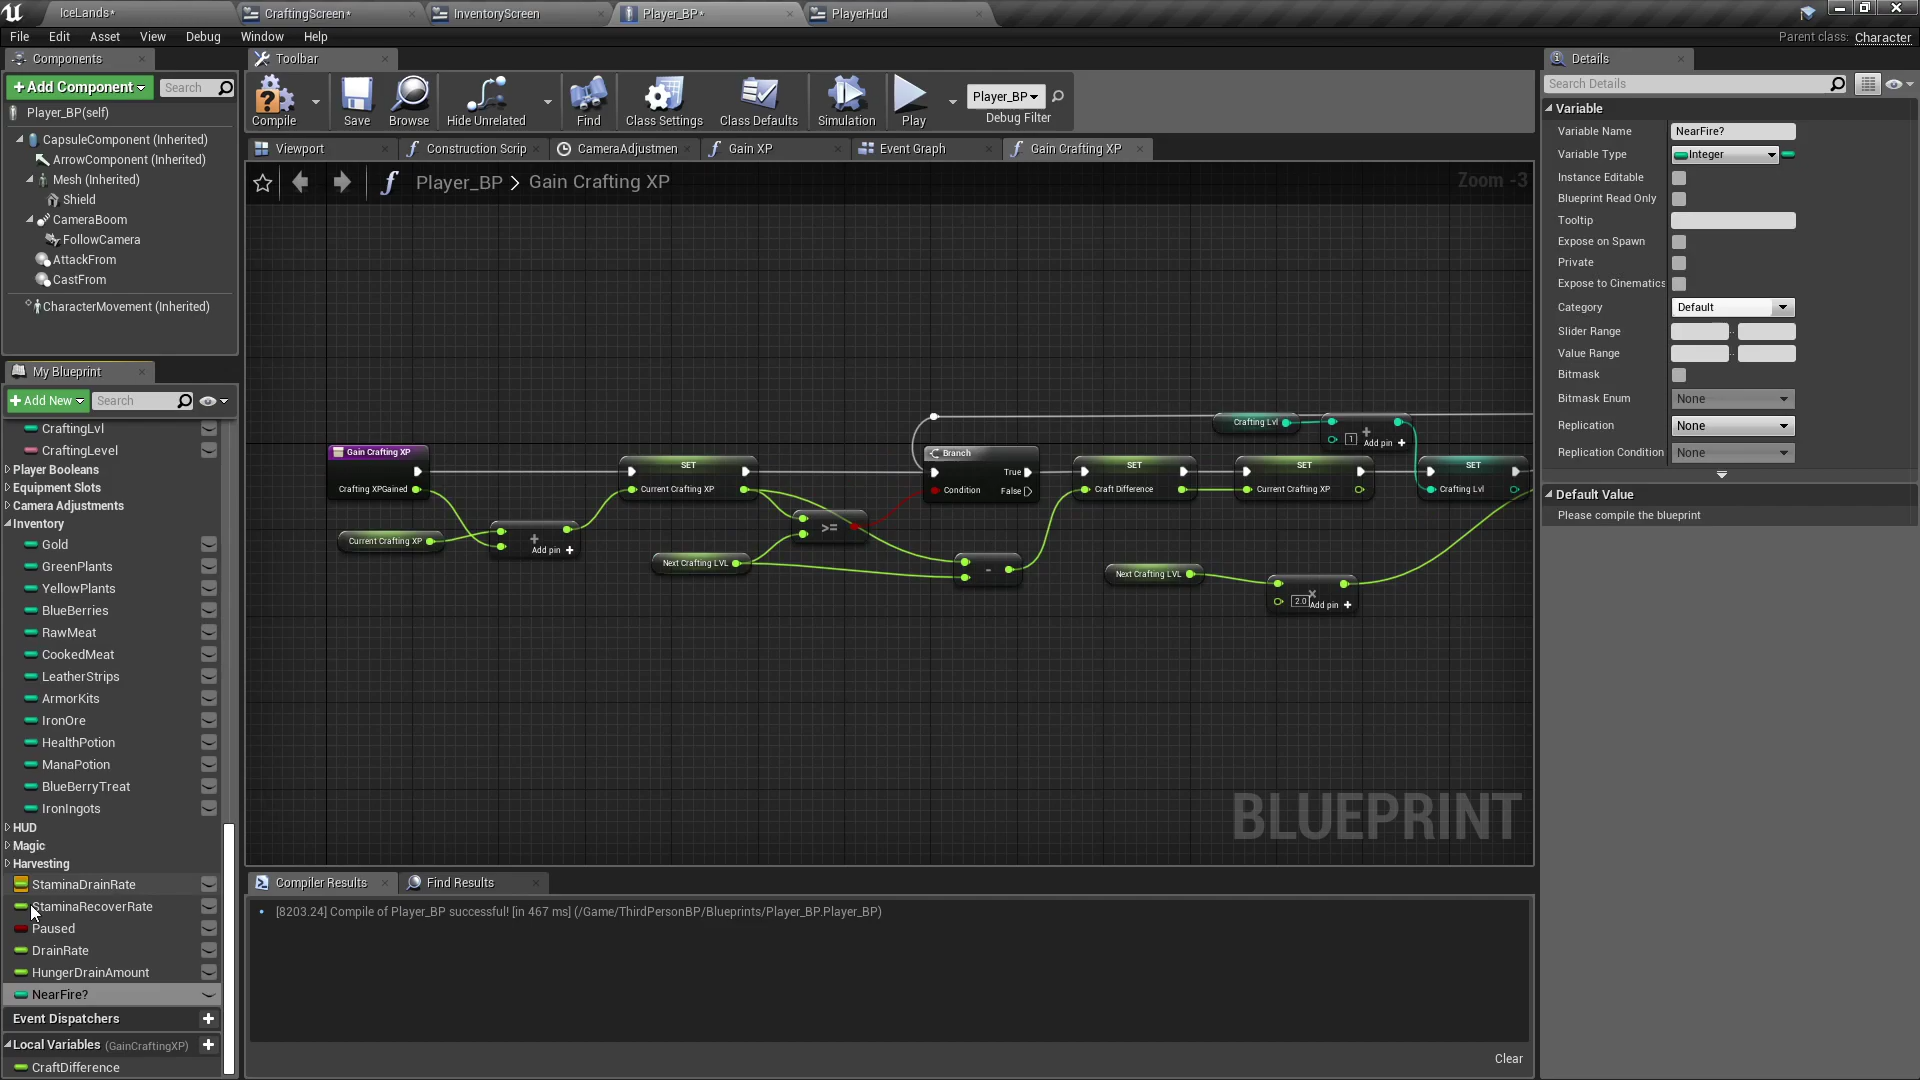 IceLands*
CraftingScreen*
InventoryScreen
Player_BP*
PlayerHud
File Edit Asset View Debug Window Help
Parent class: Character
Components
+Add Component
Search
Player_BP(self)
CapsuleComponent (Inherited)
ArrowComponent (Inherited)
Mesh (Inherited)
Shield
CameraBoom
FollowCamera
AttackFrom
CastFrom
CharacterMovement (Inherited)
My Blueprint
+Add New
Search
CraftingLvl
CraftingLevel
Player Booleans
Equipment Slots
Camera Adjustments
Inventory
Gold
GreenPlants
YellowPlants
BlueBerries
RawMeat
CookedMeat
LeatherStrips
ArmorKits
IronOre
HealthPotion
ManaPotion
BlueBerryTreat
IronIngots
HUD
Magic
Harvesting
StaminaDrainRate
StaminaRecoverRate
Paused
DrainRate
HungerDrainAmount
NearFire?
Event Dispatchers
Local Variables (GainCraftingXP)
CraftDifference
Toolbar
Compile
Save
Browse
Hide Unrelated
Find
Class Settings
Class Defaults
Simulation
Play
Player_BP
Debug Filter
Viewport
Construction Scrip
CameraAdjustmen
Gain XP
Event Graph
Gain Crafting XP
Player_BP > Gain Crafting XP
Zoom -3
Gain Crafting XP
Crafting XPGained
Current Crafting XP
+
Add pin +
SET
Current Crafting XP
Next Crafting LVL
>=
Branch
Condition
True
False
-
SET
Craft Difference
SET
Current Crafting XP
Crafting Lvl
+
1
Add pin +
SET
Crafting Lvl
Next Crafting LVL
×
2.0
Add pin +
BLUEPRINT
Compiler Results
Find Results
[8203.24] Compile of Player_BP successful! [in 467 ms] (/Game/ThirdPersonBP/Blueprints/Player_BP.Player_BP)
Clear
Details
Search Details
Variable
Variable Name NearFire?
Variable Type Integer
Instance Editable
Blueprint Read Only
Tooltip
Expose on Spawn
Private
Expose to Cinematics
Category Default
Slider Range
Value Range
Bitmask
Bitmask Enum None
Replication None
Replication Condition None
Default Value
Please compile the blueprint